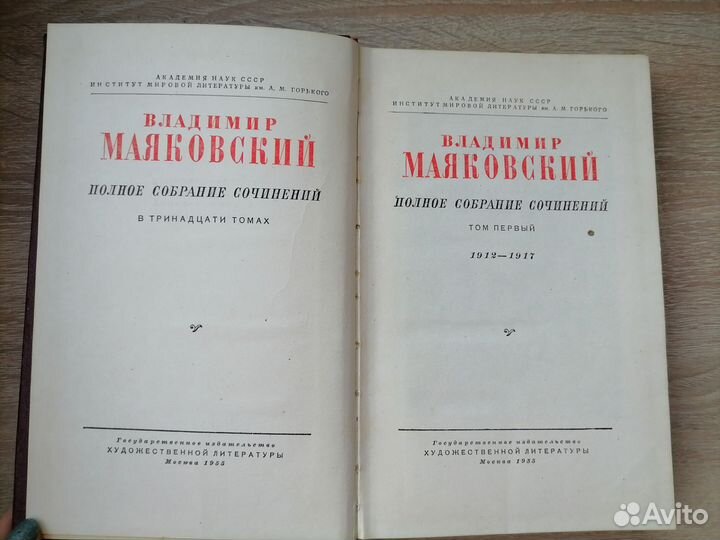 АКАДЕМИЯ НАУК СССР
ИНСТИТУТ МИРОВОЙ ЛИТЕРАТУРЫ им. А. М. ГОРЬКОГО
ВЛАДИМИР
МАЯКОВСКИЙ
ПОЛНОЕ СОБРАНИЕ СОЧИНЕНИЙ
В ТРИНАДЦАТИ ТОМАХ
Государственное издательство
ХУДОЖЕСТВЕННОЙ ЛИТЕРАТУРЫ
Москва 1955
АКАДЕМИЯ НАУК СССР
ИНСТИТУТ МИРОВОЙ ЛИТЕРАТУРЫ им. А. М. ГОРЬКОГО
ВЛАДИМИР
МАЯКОВСКИЙ
ПОЛНОЕ СОБРАНИЕ СОЧИНЕНИЙ
ТОМ ПЕРВЫЙ
1912—1917
Государственное издательство
ХУДОЖЕСТВЕННОЙ ЛИТЕРАТУРЫ
Москва 1955
Avito